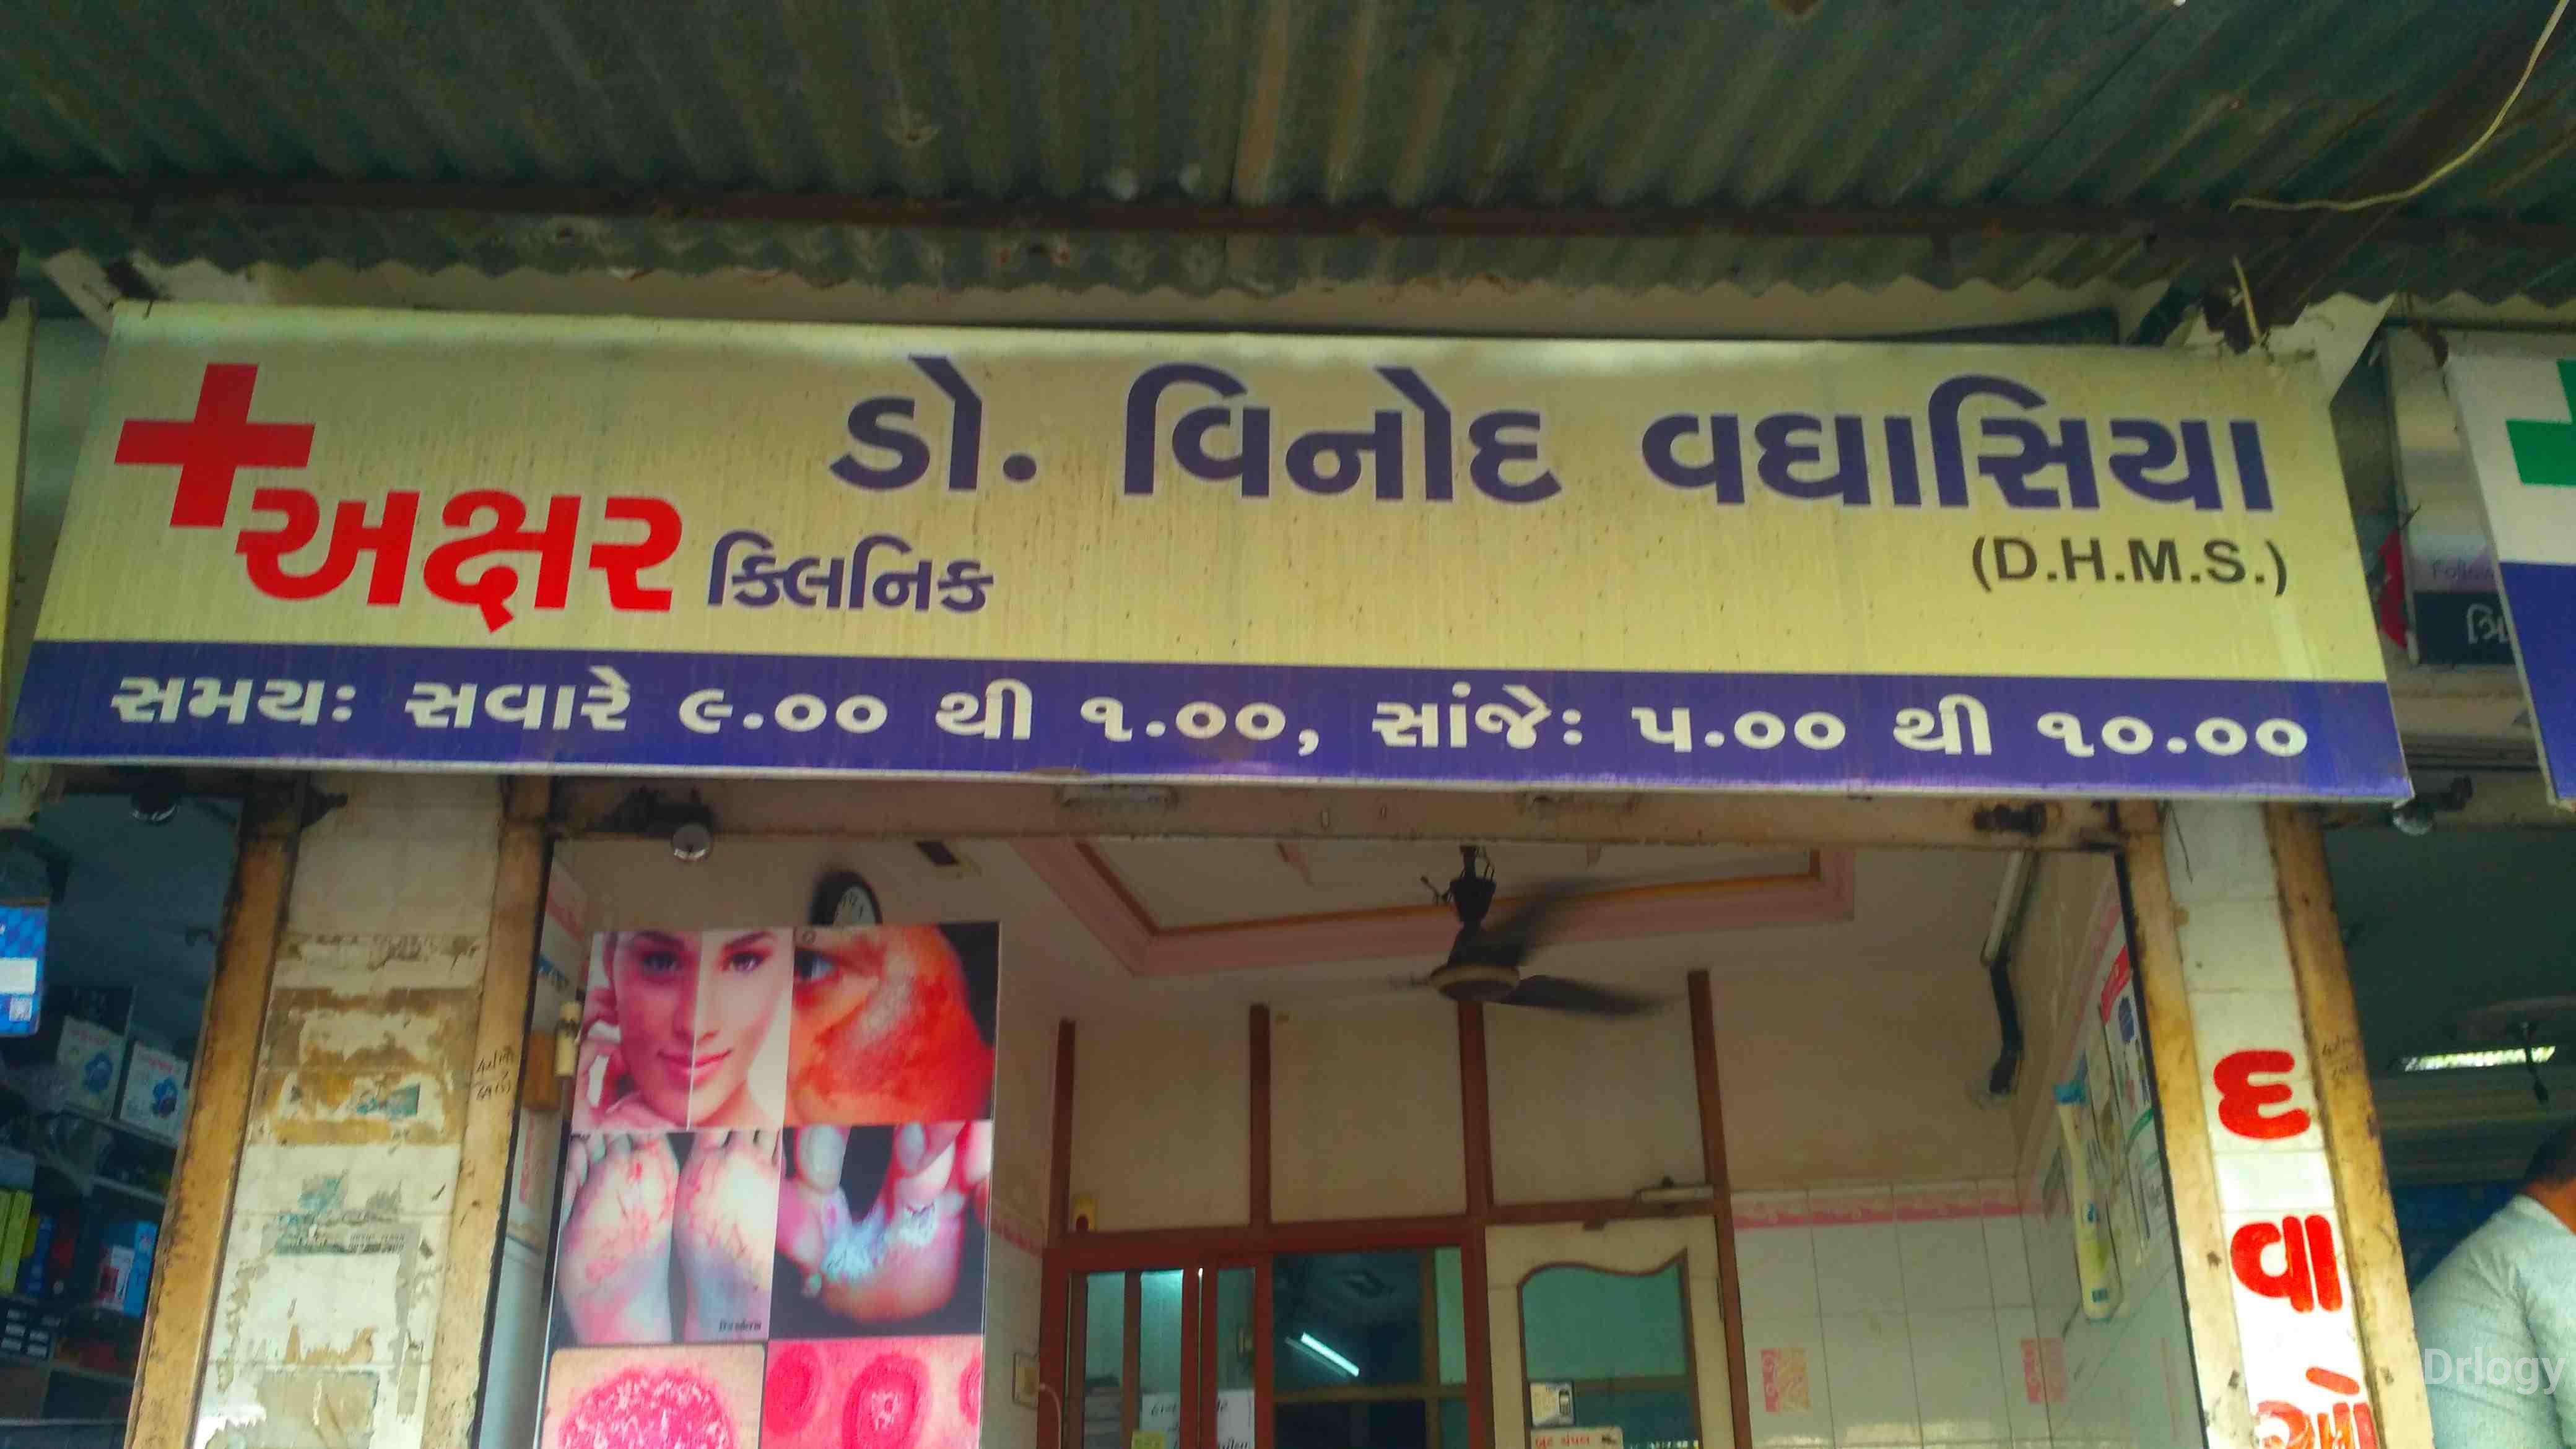 ડો. વિનોદ વઘાસિયા
(D.H.M.S.)
અક્ષર ક્લિનિક
સમયઃ સવારે ૯.૦૦ થી ૧.૦૦, સાંજેઃ ૫.૦૦ થી ૧૦.૦૦
દ
વા
ઓ
Drlogy